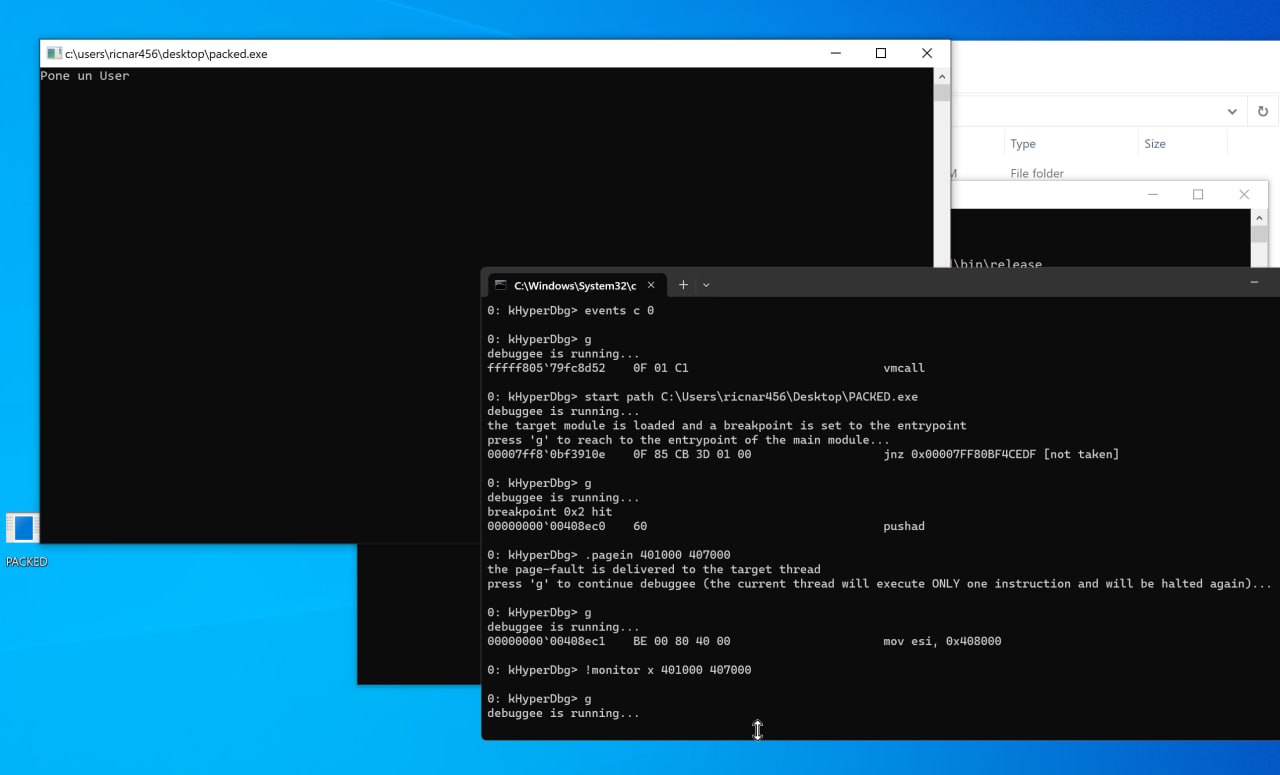 c:\users\ricnar456\desktop\packed.exe
Pone un User
Type
Size
File folder
\bin\release
C:\Windows\System32\c
0: kHyperDbg> events c 0
0: kHyperDbg> g
debuggee is running...
fffff805`79fc8d52 0F 01 C1 vmcall
0: kHyperDbg> start path C:\Users\ricnar456\Desktop\PACKED.exe
debuggee is running...
the target module is loaded and a breakpoint is set to the entrypoint
press 'g' to reach to the entrypoint of the main module...
00007ff8`0bf3910e 0F 85 CB 3D 01 00 jnz 0x00007FF80BF4CEDF [not taken]
0: kHyperDbg> g
debuggee is running...
breakpoint 0x2 hit
00000000`00408ec0 60 pushad
0: kHyperDbg> .pagein 401000 407000
the page-fault is delivered to the target thread
press 'g' to continue debuggee (the current thread will execute ONLY one instruction and will be halted again)...
0: kHyperDbg> g
debuggee is running...
00000000`00408ec1 BE 00 80 40 00 mov esi, 0x408000
0: kHyperDbg> !monitor x 401000 407000
0: kHyperDbg> g
debuggee is running...
PACKED